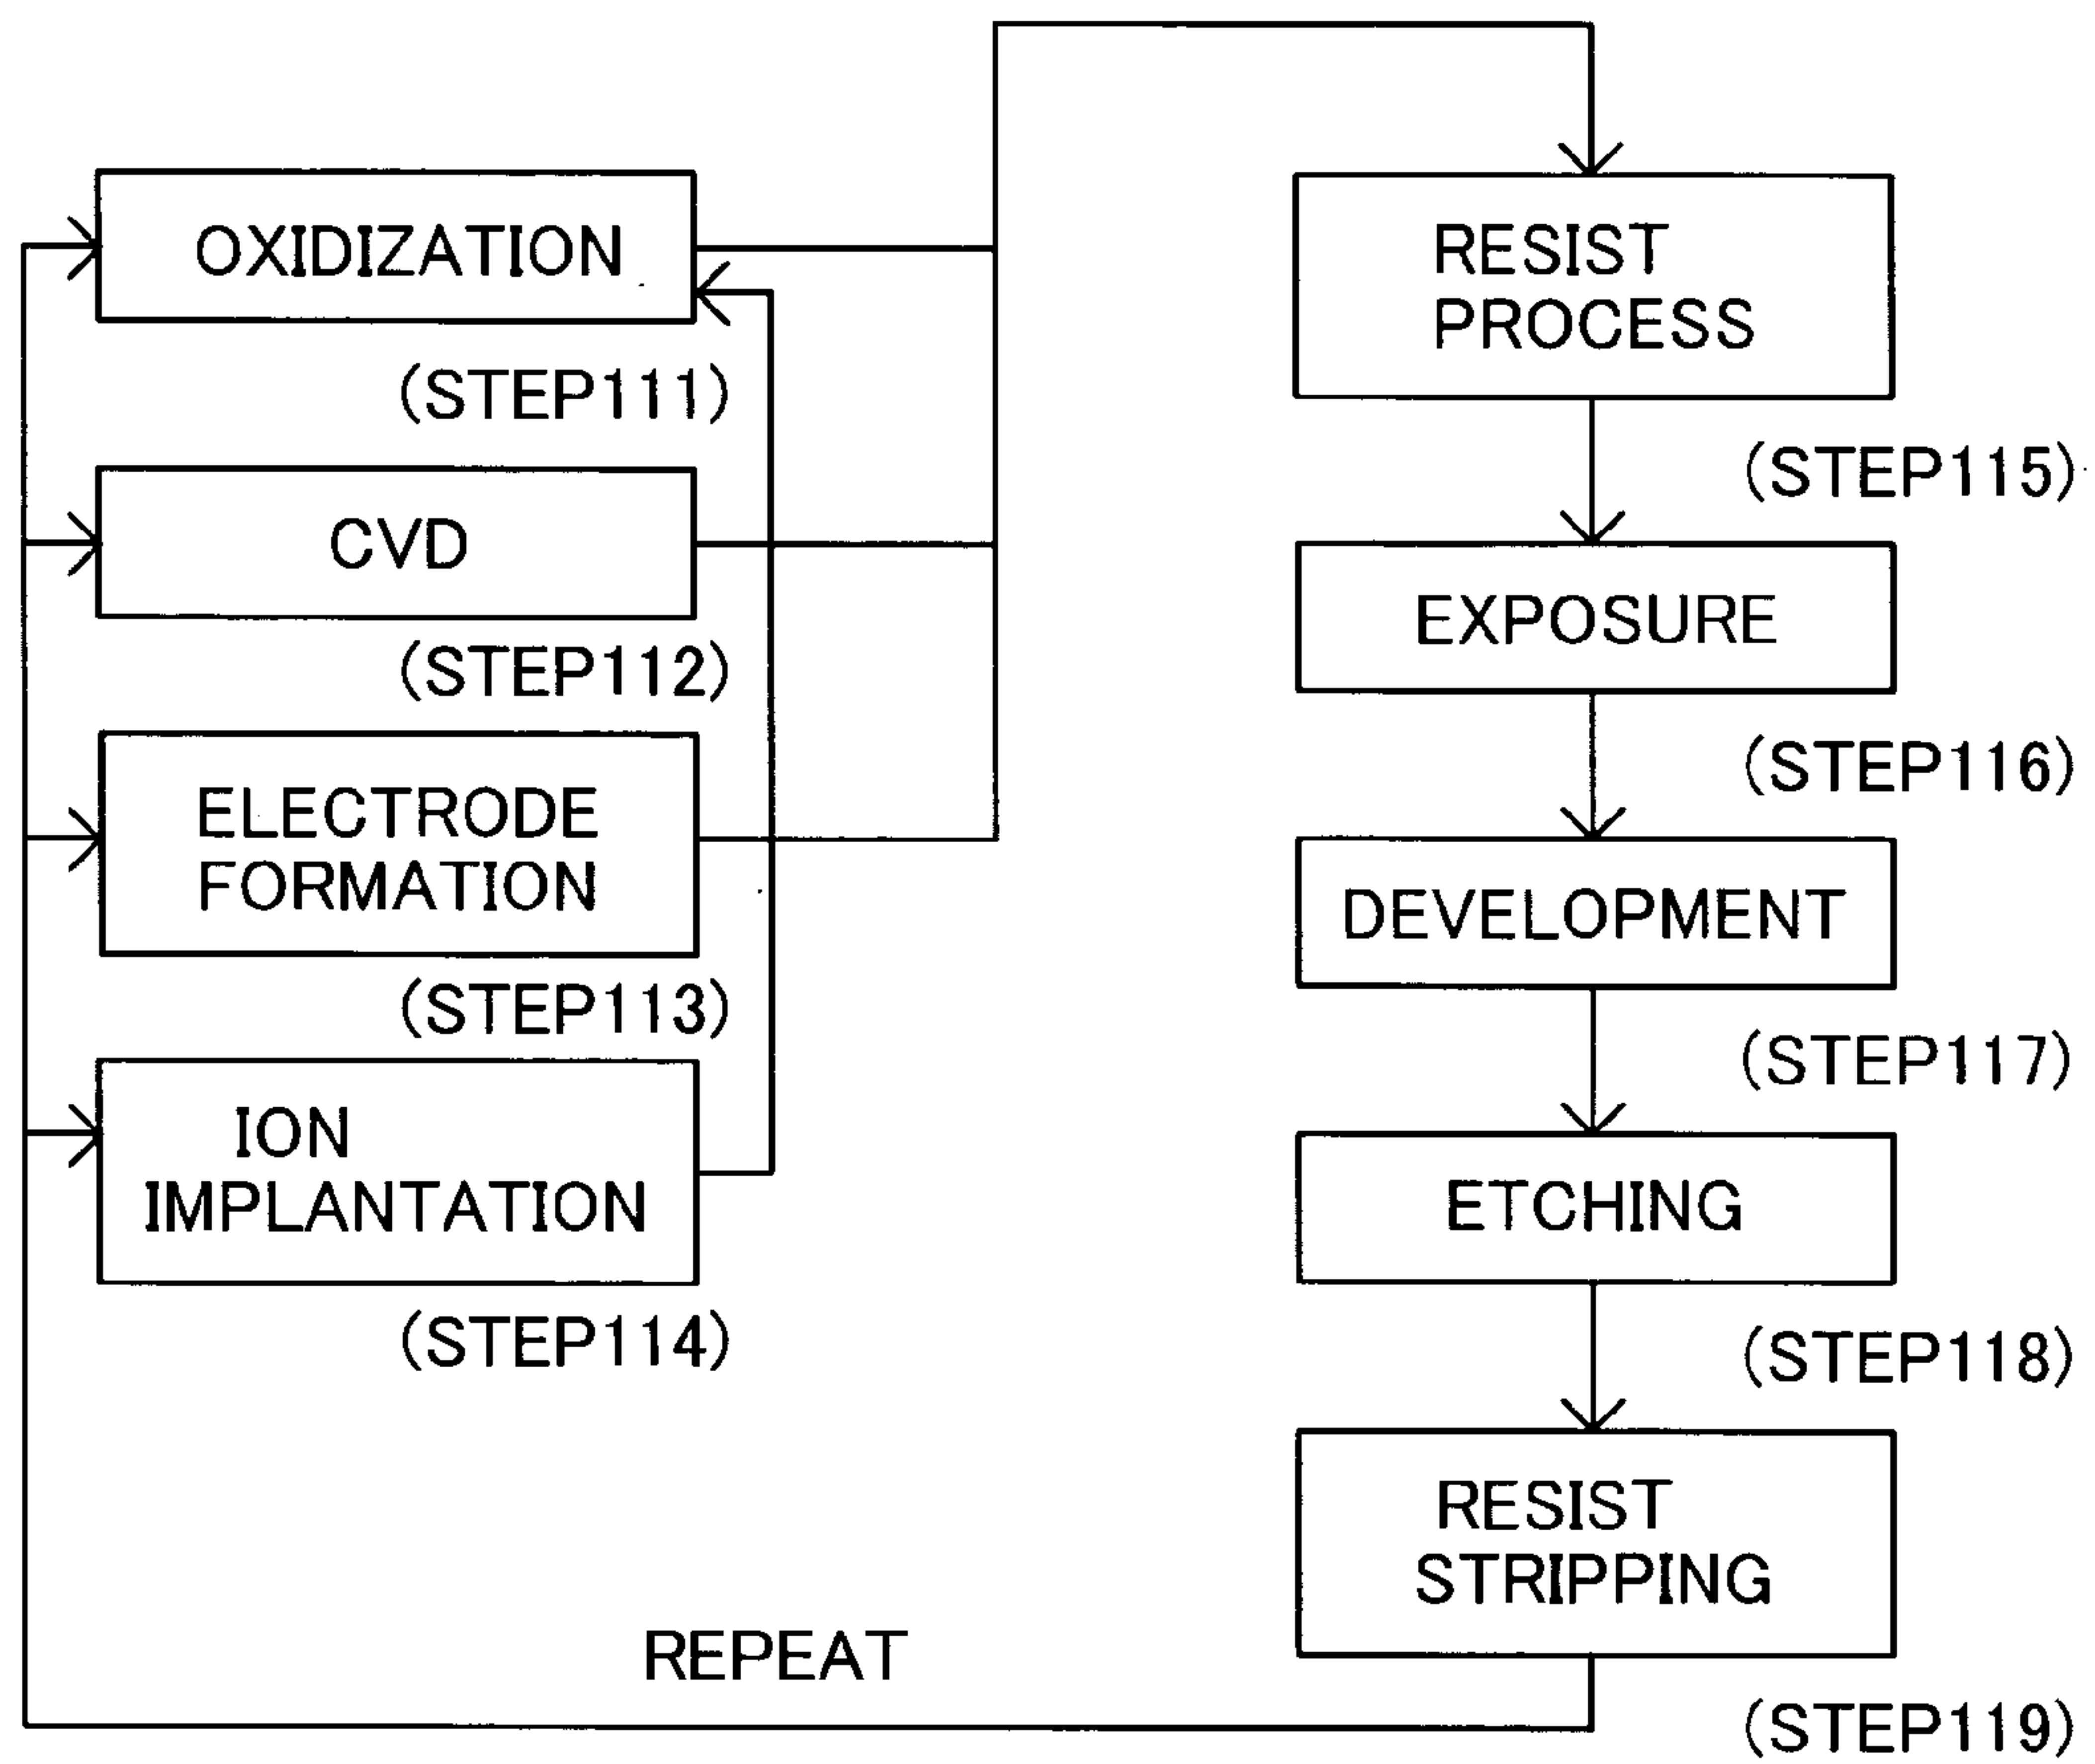 OXIDIZATION
(STEP111)
CVD
(STEP112)
ELECTRODE
FORMATION
(STEP113)
ION
IMPLANTATION
(STEP114)
RESIST
PROCESS
(STEP115)
EXPOSURE
(STEP116)
DEVELOPMENT
(STEP117)
ETCHING
(STEP118)
RESIST
STRIPPING
(STEP119)
REPEAT